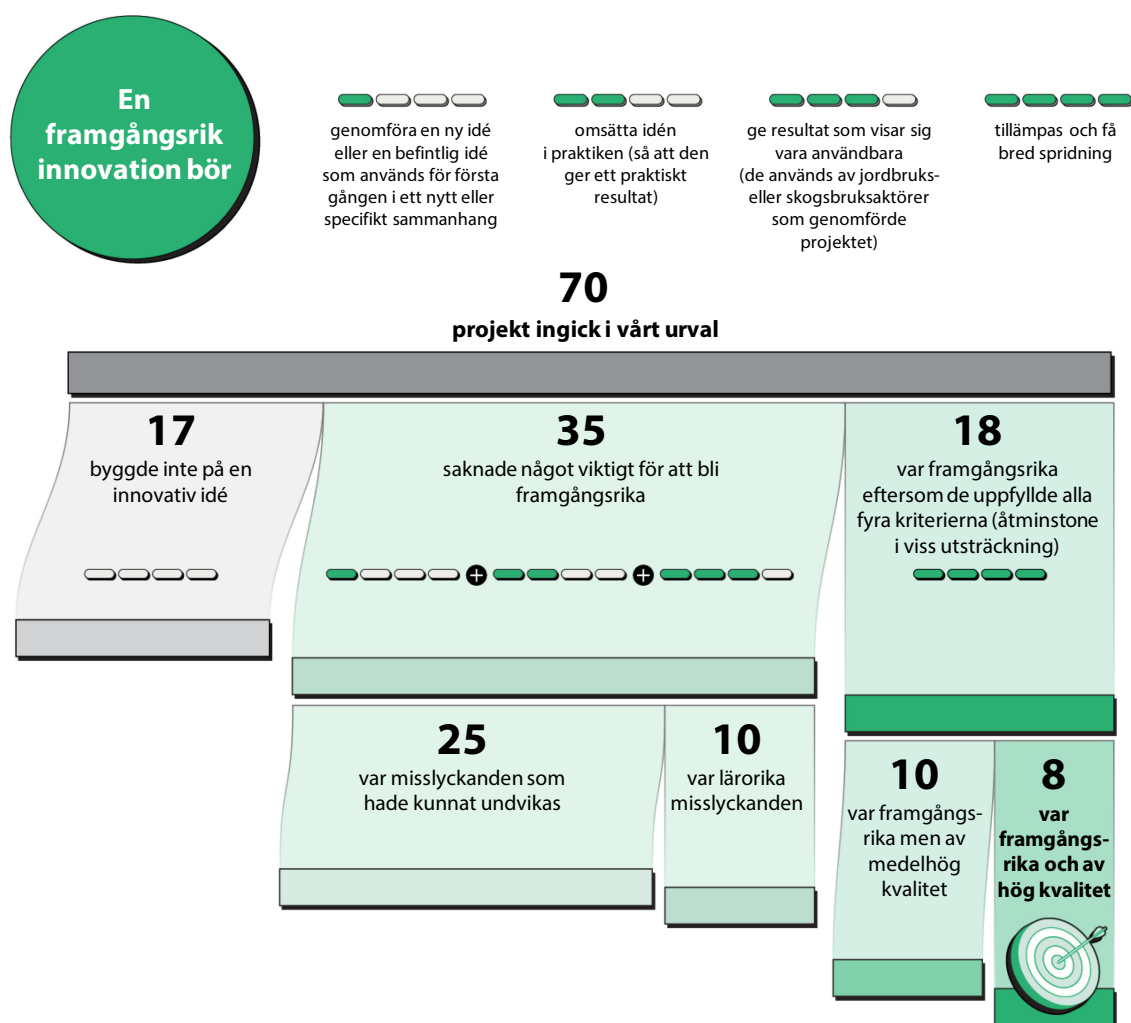 En
framgångsrik
innovation bör
genomföra en ny idé
eller en befintlig idé
som används för första
gången i ett nytt eller
specifikt sammanhang
omsätta idén
i praktiken (så att den
ger ett praktiskt
resultat)
ge resultat som visar sig
vara användbara
(de används av jordbruks-
eller skogsbruksaktörer
som genomförde
projektet)
tillämpas och få
bred spridning
70
projekt ingick i vårt urval
17
byggde inte på en
innovativ idé
35
saknade något viktigt för att bli
framgångsrika
18
var framgångsrika
eftersom de uppfyllde alla
fyra kriterierna (åtminstone
i viss utsträckning)
25
var misslyckanden som
hade kunnat undvikas
10
var lärorika
misslyckanden
10
var framgångs-
rika men av
medelhög
kvalitet
8
var
framgångs-
rika och av
hög kvalitet